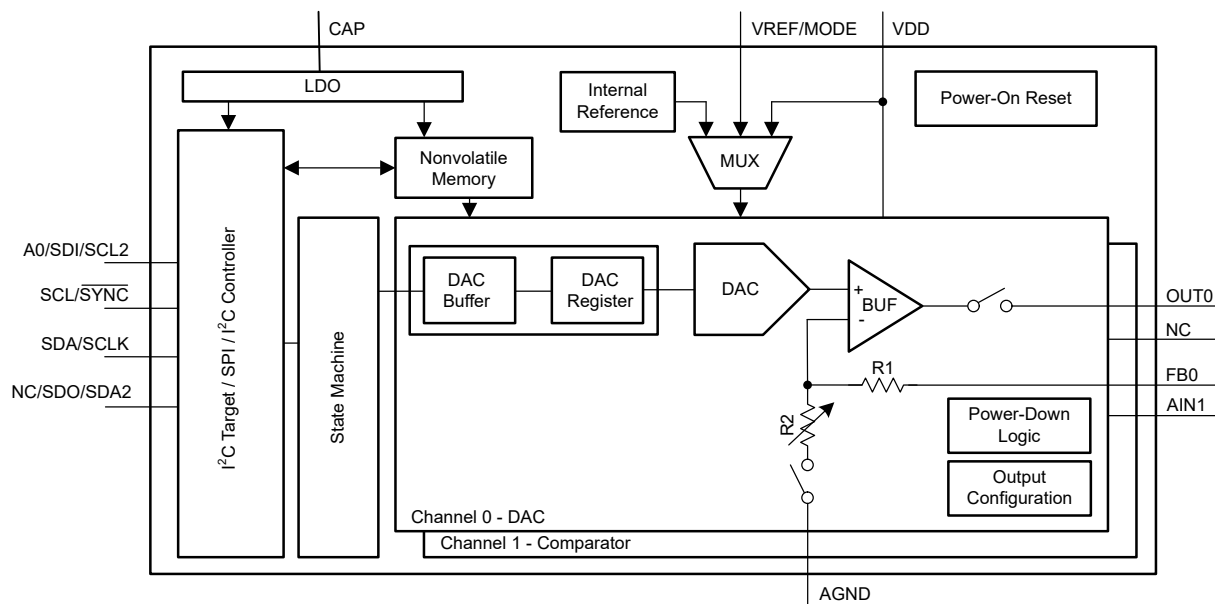 CAP
VREF/MODE
VDD
LDO
Internal
Reference
Power-On Reset
MUX
Nonvolatile
Memory
A0/SDI/SCL2
SCL/SYNC
SDA/SCLK
NC/SDO/SDA2
I²C Target / SPI / I²C Controller
State Machine
DAC
Buffer
DAC
Register
DAC
+
BUF
-
OUT0
NC
R1
FB0
AIN1
R2
Power-Down
Logic
Output
Configuration
Channel 0 - DAC
Channel 1 - Comparator
AGND